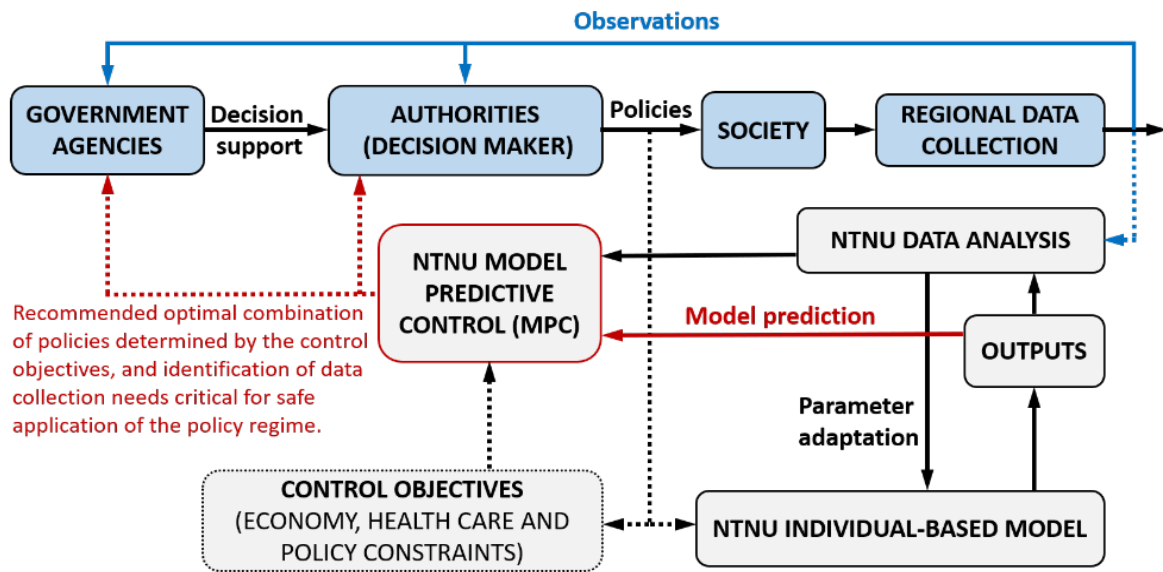 Observations
GOVERNMENT
AGENCIES
Decision
support
AUTHORITIES
(DECISION MAKER)
Policies
SOCIETY
REGIONAL DATA
COLLECTION
NTNU DATA ANALYSIS
NTNU MODEL
PREDICTIVE
CONTROL (MPC)
Recommended optimal combination
of policies determined by the control
objectives, and identification of data
collection needs critical for safe
application of the policy regime.
Model prediction
OUTPUTS
Parameter
adaptation
CONTROL OBJECTIVES
(ECONOMY, HEALTH CARE AND
POLICY CONSTRAINTS)
NTNU INDIVIDUAL-BASED MODEL